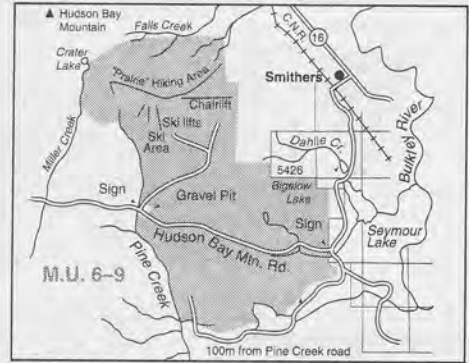 ▲ Hudson Bay
Mountain
Falls Creek
C.N.R.
16
Crater
Lake
"Prairie" Hiking Area
Smithers
Chairlift
Ski lifts
Ski
Area
Miller Creek
Dahlie Cr.
5426
Bulkley River
Bigelow
Lake
Sign
Gravel Pit
Sign
Seymour
Lake
Hudson Bay Mtn. Rd.
M.U. 6-9
Pine Creek
100m from Pine Creek road